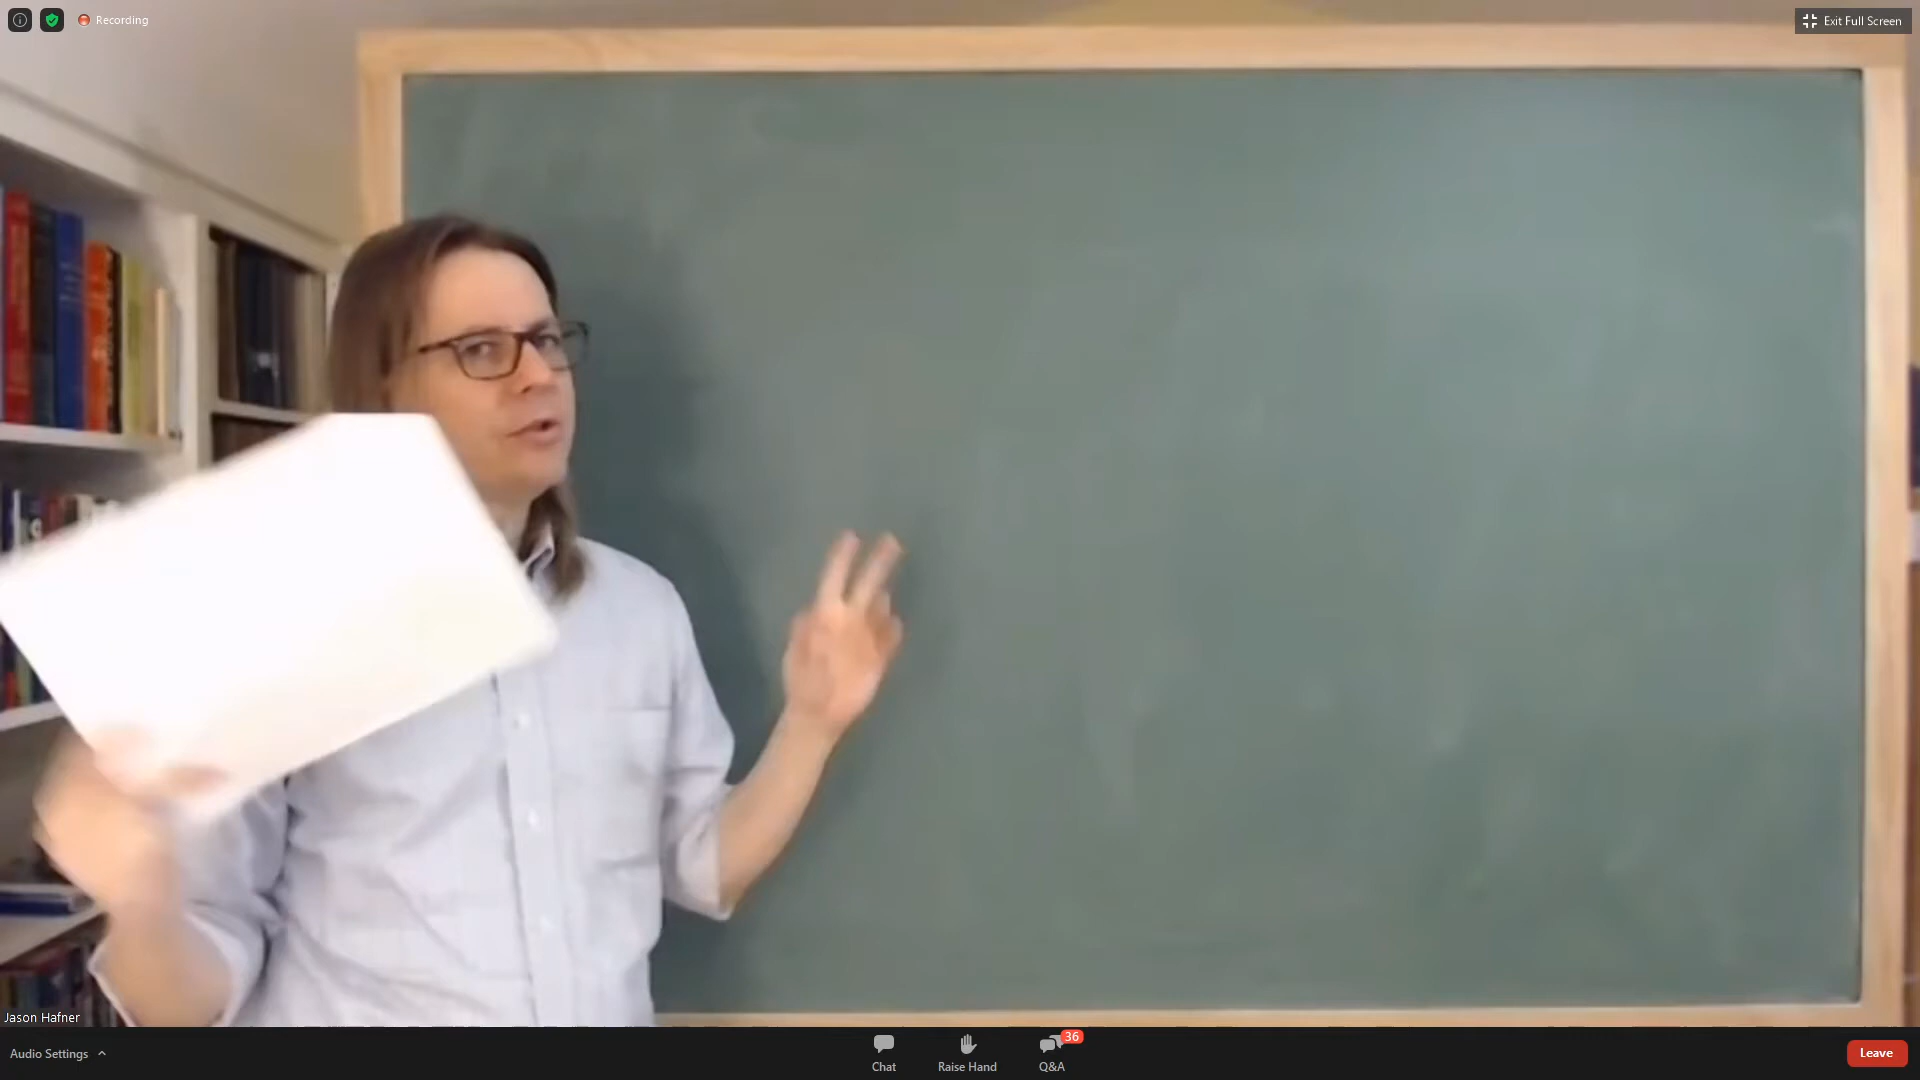 Recording
Exit Full Screen
Jason Hafner
Audio Settings
Chat
Raise Hand
Q&A
36
Leave